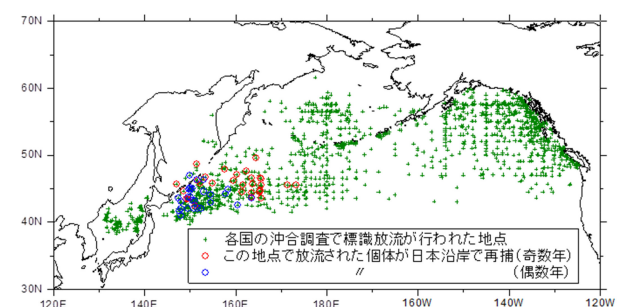 70N
60N
50N
40N
30N
120E
140E
160E
180
160W
140W
120W
各国の沖合調査で標識放流が行われた地点
この地点で放流された個体が日本沿岸で再捕(奇数年)
〃 (偶数年)